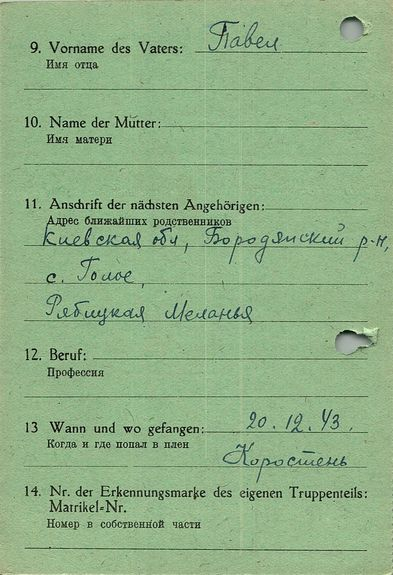 9. Vorname des Vaters: Павел
Имя отца
10. Name der Mutter:
Имя матери
11. Anschrift der nächsten Angehörigen:
Адрес ближайших родственников
Киевская обл, Бородянский р-н,
с. Голое,
Рябицкая Меланья
12. Beruf:
Профессия
13 Wann und wo gefangen: 20.12.43.
Когда и где попал в плен
Коростень
14. Nr. der Erkennungsmarke des eigenen Truppenteils:
Matrikel=Nr.
Номер в собственной части